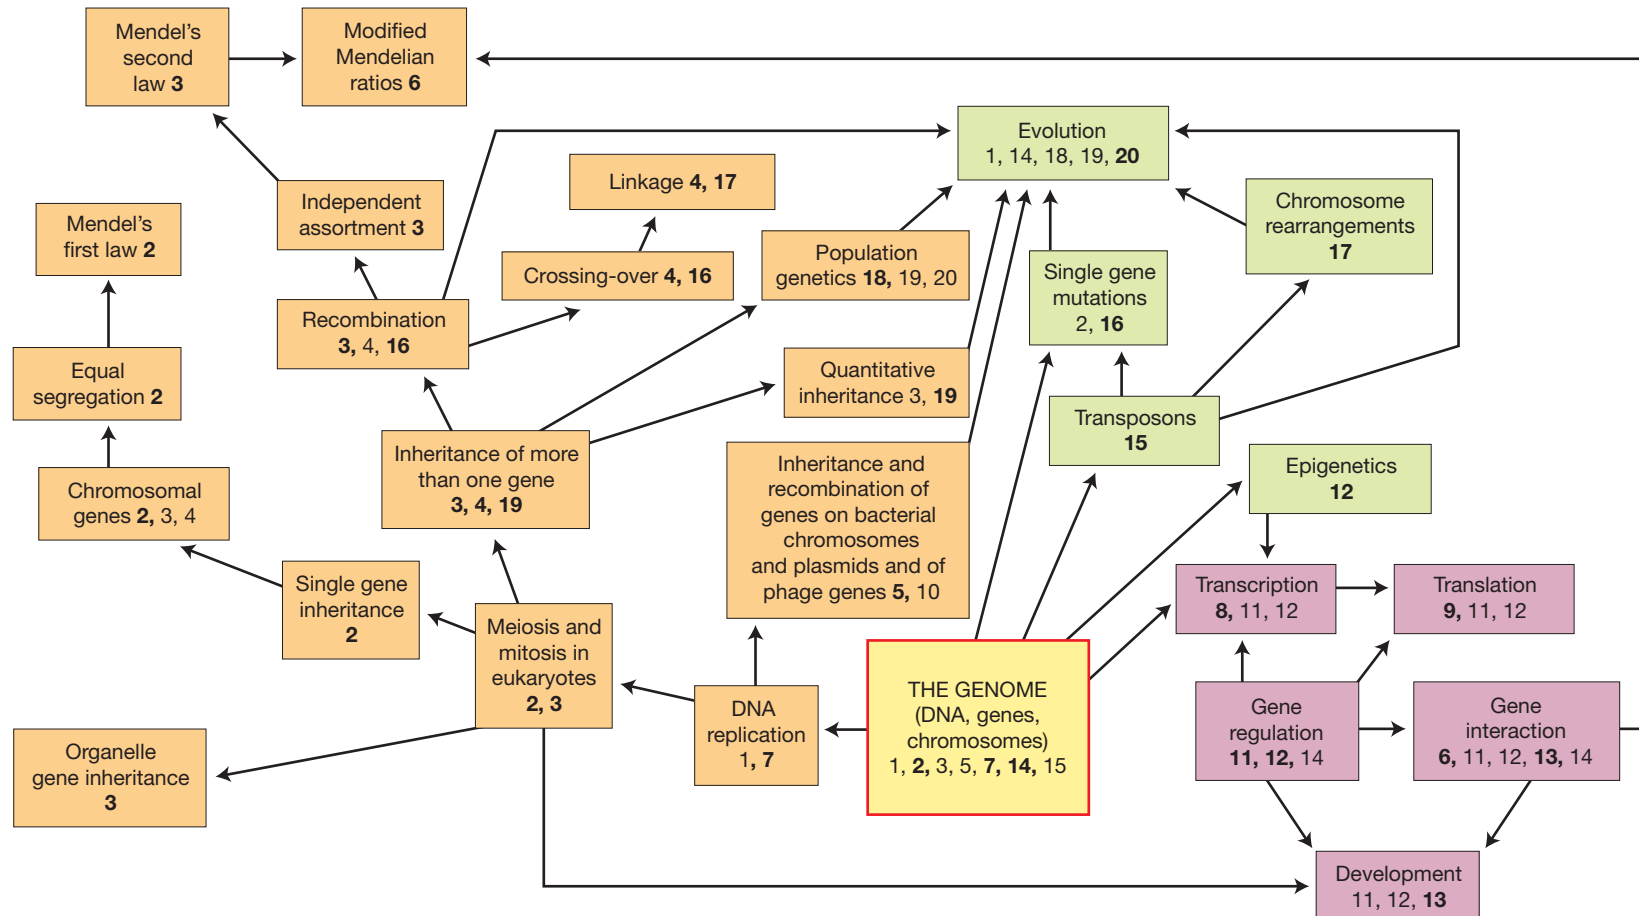 Mendel's
second
law 3
Modified
Mendelian
ratios 6
Evolution
1, 14, 18, 19, 20
Linkage 4, 17
Independent
assortment 3
Chromosome
rearrangements
17
Mendel's
first law 2
Crossing-over 4, 16
Population
genetics 18, 19, 20
Single gene
mutations
2, 16
Recombination
3, 4, 16
Equal
segregation 2
Quantitative
inheritance 3, 19
Transposons
15
Inheritance of more
than one gene
3, 4, 19
Inheritance and
recombination of
genes on bacterial
chromosomes
and plasmids and of
phage genes 5, 10
Epigenetics
12
Chromosomal
genes 2, 3, 4
Single gene
inheritance
2
Transcription
8, 11, 12
Translation
9, 11, 12
Meiosis and
mitosis in
eukaryotes
2, 3
THE GENOME
(DNA, genes,
chromosomes)
1, 2, 3, 5, 7, 14, 15
DNA
replication
1, 7
Gene
regulation
11, 12, 14
Gene
interaction
6, 11, 12, 13, 14
Organelle
gene inheritance
3
Development
11, 12, 13